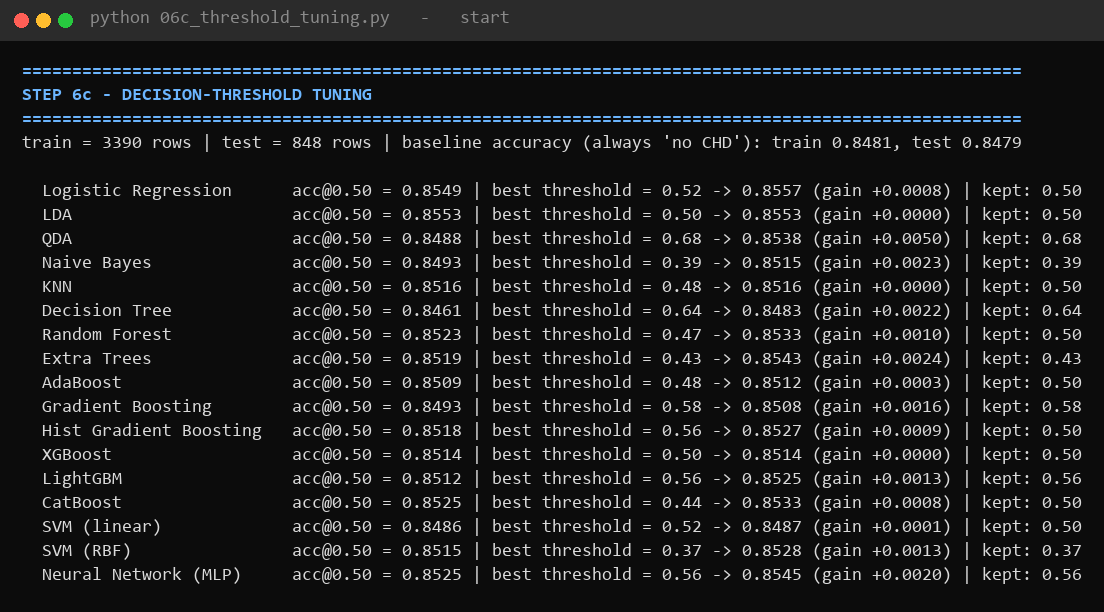 python 06c_threshold_tuning.py - start
====================================================================================================
STEP 6c - DECISION-THRESHOLD TUNING
====================================================================================================
train = 3390 rows | test = 848 rows | baseline accuracy (always 'no CHD'): train 0.8481, test 0.8479
Logistic Regression acc@0.50 = 0.8549 | best threshold = 0.52 -> 0.8557 (gain +0.0008) | kept: 0.50
LDA acc@0.50 = 0.8553 | best threshold = 0.50 -> 0.8553 (gain +0.0000) | kept: 0.50
QDA acc@0.50 = 0.8488 | best threshold = 0.68 -> 0.8538 (gain +0.0050) | kept: 0.68
Naive Bayes acc@0.50 = 0.8493 | best threshold = 0.39 -> 0.8515 (gain +0.0023) | kept: 0.39
KNN acc@0.50 = 0.8516 | best threshold = 0.48 -> 0.8516 (gain +0.0000) | kept: 0.50
Decision Tree acc@0.50 = 0.8461 | best threshold = 0.64 -> 0.8483 (gain +0.0022) | kept: 0.64
Random Forest acc@0.50 = 0.8523 | best threshold = 0.47 -> 0.8533 (gain +0.0010) | kept: 0.50
Extra Trees acc@0.50 = 0.8519 | best threshold = 0.43 -> 0.8543 (gain +0.0024) | kept: 0.43
AdaBoost acc@0.50 = 0.8509 | best threshold = 0.48 -> 0.8512 (gain +0.0003) | kept: 0.50
Gradient Boosting acc@0.50 = 0.8493 | best threshold = 0.58 -> 0.8508 (gain +0.0016) | kept: 0.58
Hist Gradient Boosting acc@0.50 = 0.8518 | best threshold = 0.56 -> 0.8527 (gain +0.0009) | kept: 0.50
XGBoost acc@0.50 = 0.8514 | best threshold = 0.50 -> 0.8514 (gain +0.0000) | kept: 0.50
LightGBM acc@0.50 = 0.8512 | best threshold = 0.56 -> 0.8525 (gain +0.0013) | kept: 0.56
CatBoost acc@0.50 = 0.8525 | best threshold = 0.44 -> 0.8533 (gain +0.0008) | kept: 0.50
SVM (linear) acc@0.50 = 0.8486 | best threshold = 0.52 -> 0.8487 (gain +0.0001) | kept: 0.50
SVM (RBF) acc@0.50 = 0.8515 | best threshold = 0.37 -> 0.8528 (gain +0.0013) | kept: 0.37
Neural Network (MLP) acc@0.50 = 0.8525 | best threshold = 0.56 -> 0.8545 (gain +0.0020) | kept: 0.56